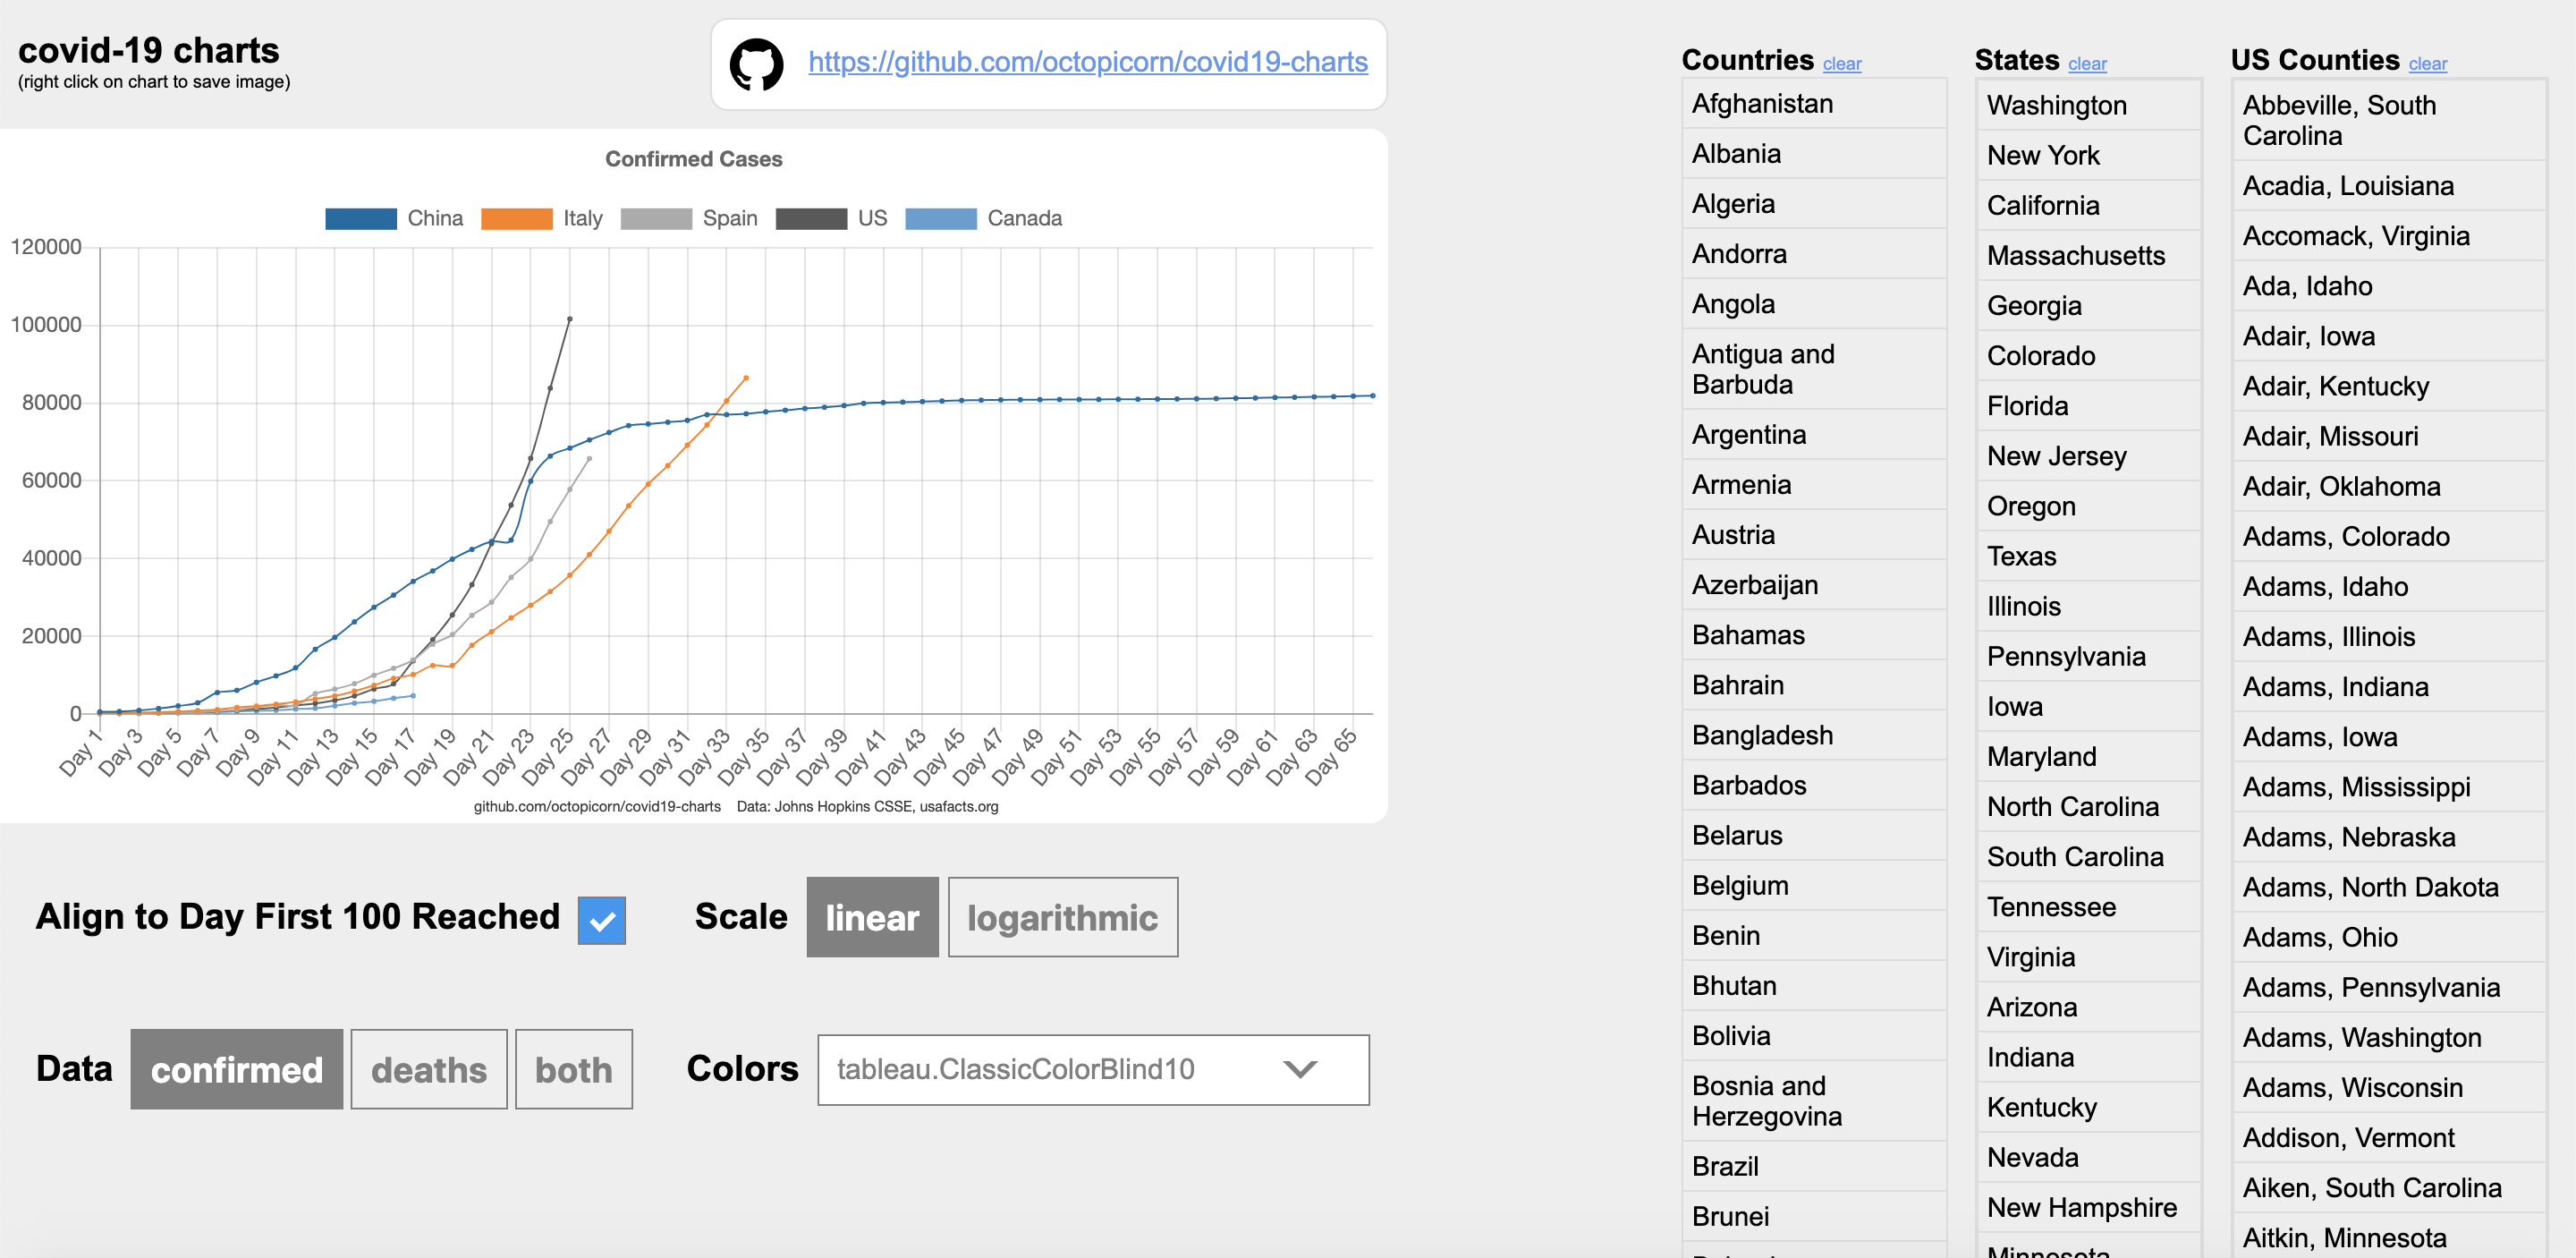 covid-19 charts
(right click on chart to save image)
https://github.com/octopicorn/covid19-charts
Confirmed Cases
China Italy Spain US Canada
120000
100000
80000
60000
40000
20000
0
Day 1 Day 3 Day 5 Day 7 Day 9 Day 11 Day 13 Day 15 Day 17 Day 19 Day 21 Day 23 Day 25 Day 27 Day 29 Day 31 Day 33 Day 35 Day 37 Day 39 Day 41 Day 43 Day 45 Day 47 Day 49 Day 51 Day 53 Day 55 Day 57 Day 59 Day 61 Day 63 Day 65
github.com/octopicorn/covid19-charts Data: Johns Hopkins CSSE, usafacts.org
Align to Day First 100 Reached
Scale linear logarithmic
Data confirmed deaths both
Colors tableau.ClassicColorBlind10
Countries clear
Afghanistan
Albania
Algeria
Andorra
Angola
Antigua and
Barbuda
Argentina
Armenia
Austria
Azerbaijan
Bahamas
Bahrain
Bangladesh
Barbados
Belarus
Belgium
Benin
Bhutan
Bolivia
Bosnia and
Herzegovina
Brazil
Brunei
States clear
Washington
New York
California
Massachusetts
Georgia
Colorado
Florida
New Jersey
Oregon
Texas
Illinois
Pennsylvania
Iowa
Maryland
North Carolina
South Carolina
Tennessee
Virginia
Arizona
Indiana
Kentucky
Nevada
New Hampshire
Minnesota
US Counties clear
Abbeville, South
Carolina
Acadia, Louisiana
Accomack, Virginia
Ada, Idaho
Adair, Iowa
Adair, Kentucky
Adair, Missouri
Adair, Oklahoma
Adams, Colorado
Adams, Idaho
Adams, Illinois
Adams, Indiana
Adams, Iowa
Adams, Mississippi
Adams, Nebraska
Adams, North Dakota
Adams, Ohio
Adams, Pennsylvania
Adams, Washington
Adams, Wisconsin
Addison, Vermont
Aiken, South Carolina
Aitkin, Minnesota